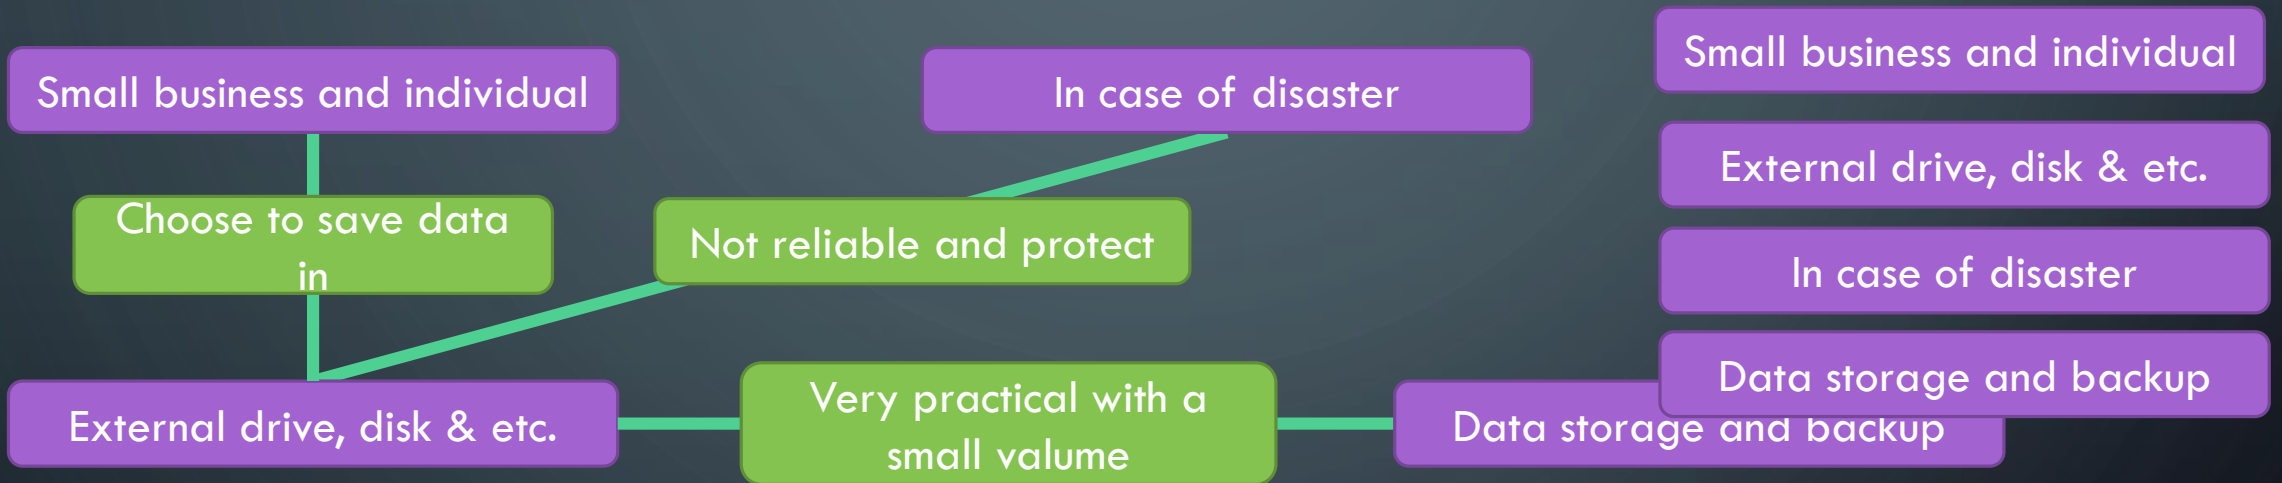 Small business and individual
In case of disaster
Choose to save data
in
Not reliable and protect
External drive, disk & etc.
Very practical with a
small valume
Data storage and backup
Small business and individual
External drive, disk & etc.
In case of disaster
Data storage and backup